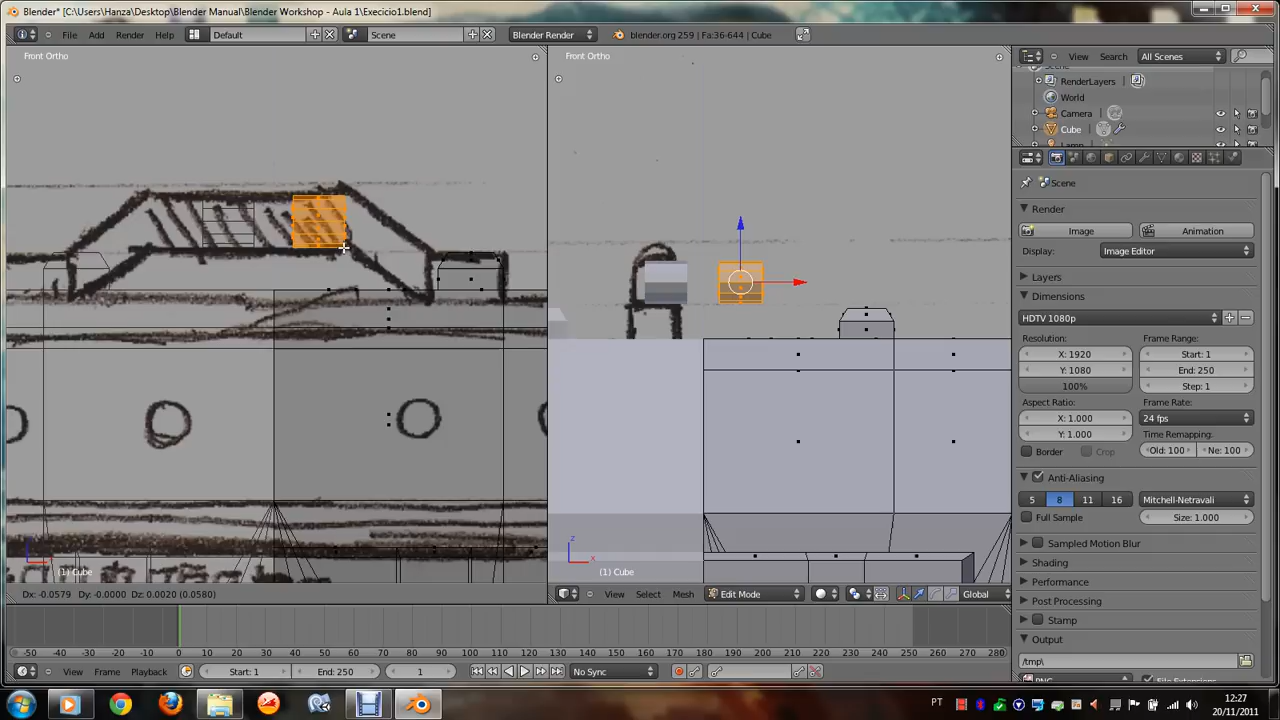 Blender* [C:\Users\Hanza\Desktop\Blender Manual\Blender Workshop - Aula 1\Execicio1.blend]
File Add Render Help Default Scene Blender Render blender.org 259 | Fa:36-644 | Cube View Search All Scenes
Front Ortho Front Ortho
Scene
RenderLayers
World
Camera
Cube
Lamp
Scene
Render
Image Animation
Display: Image Editor
Layers
Dimensions
HDTV 1080p
Resolution: Frame Range:
X: 1920 Start: 1
Y: 1080 End: 250
100% Step: 1
Aspect Ratio: Frame Rate:
X: 1.000 24 fps
Y: 1.000 Time Remapping:
Border Crop Old: 100 Ne: 100
Anti-Aliasing
5 8 11 16 Mitchell-Netravali
Full Sample Size: 1.000
Sampled Motion Blur
Shading
Performance
Post Processing
Stamp
Output
/tmp\
PNG File Extensions
z
x
(1) Cube (1) Cube
Dx: -0.0579 Dy: -0.0000 Dz: 0.0020 (0.0580) View Select Mesh Edit Mode Global
-50 -40 -30 -20 -10 0 10 20 30 40 50 60 70 80 90 100 110 120 130 140 150 160 170 180 190 200 210 220 230 240 250 260 270 280
View Frame Playback Start: 1 End: 250 1 No Sync
PT 12:27
20/11/2011